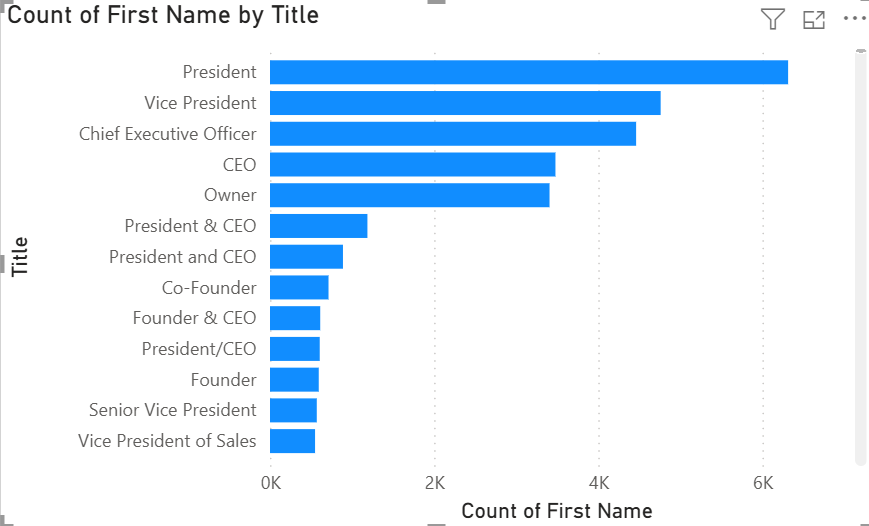 Count of First Name by Title
President
Vice President
Chief Executive Officer
CEO
Owner
President & CEO
President and CEO
Co-Founder
Founder & CEO
President/CEO
Founder
Senior Vice President
Vice President of Sales
Title
0K 2K 4K 6K
Count of First Name